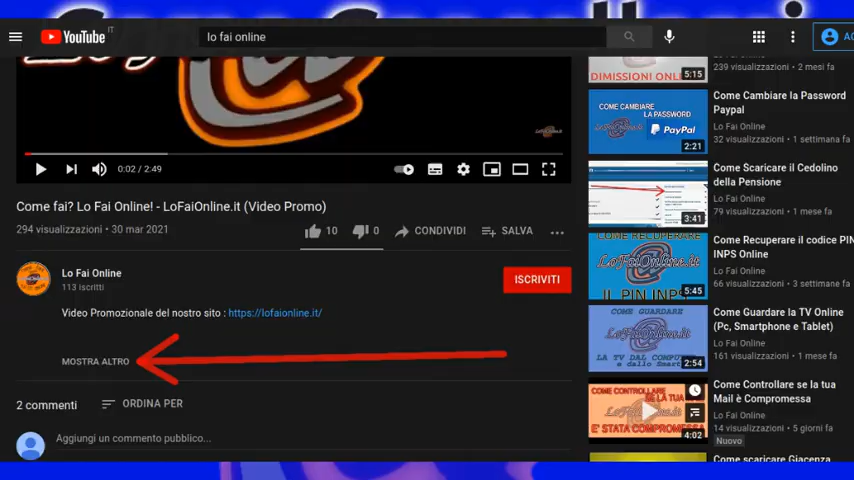 YouTube IT
lo fai online
0:02 / 2:49
Come fai? Lo Fai Online! - LoFaiOnline.it (Video Promo)
294 visualizzazioni • 30 mar 2021
10
0
CONDIVIDI
SALVA
Lo Fai Online
113 iscritti
ISCRIVITI
Video Promozionale del nostro sito : https://lofaionline.it/
MOSTRA ALTRO
2 commenti
ORDINA PER
Aggiungi un commento pubblico...
DIMISSIONI ONLI
5:15
239 visualizzazioni • 2 mesi fa
COME CAMBIARE
LA PASSWORD
PayPal
2:21
Come Cambiare la Password
Paypal
Lo Fai Online
32 visualizzazioni • 1 settimana fa
3:41
Come Scaricare il Cedolino
della Pensione
Lo Fai Online
79 visualizzazioni • 1 mese fa
COME RECUPERARE
LoFaiOnline.it
IL PIN INPS
5:45
Come Recuperare il codice PIN
INPS Online
Lo Fai Online
66 visualizzazioni • 3 settimane fa
COME GUARDARE
LoFaiOnline.it
LA TV DAL COMPUTER
e dallo Smart
2:54
Come Guardare la TV Online
(Pc, Smartphone e Tablet)
Lo Fai Online
161 visualizzazioni • 1 mese fa
COME CONTROLLARE
SE LA TUA
E' STATA COMPROMESSA
4:02
Come Controllare se la tua
Mail è Compromessa
Lo Fai Online
14 visualizzazioni • 5 giorni fa
Nuovo
Come scaricare Giacenza